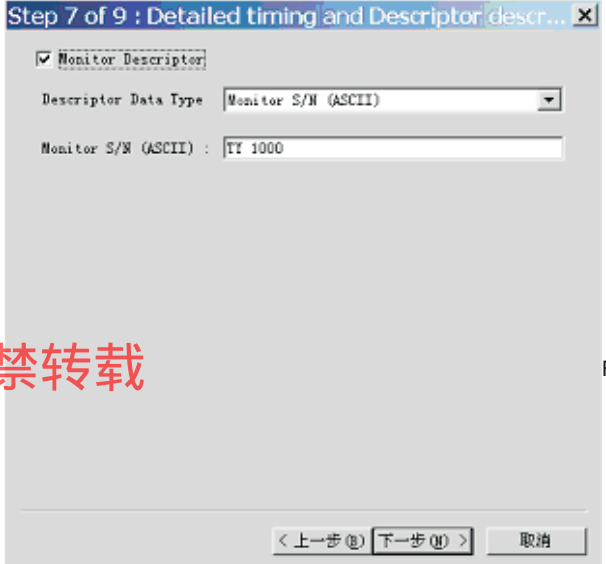 Step 7 of 9 : Detailed timing and Descriptor descr...
Monitor Descriptor
Descriptor Data Type Monitor S/N (ASCII)
Monitor S/N (ASCII) : TY 1000
禁转载
< 上一步(B) 下一步(N) > 取消